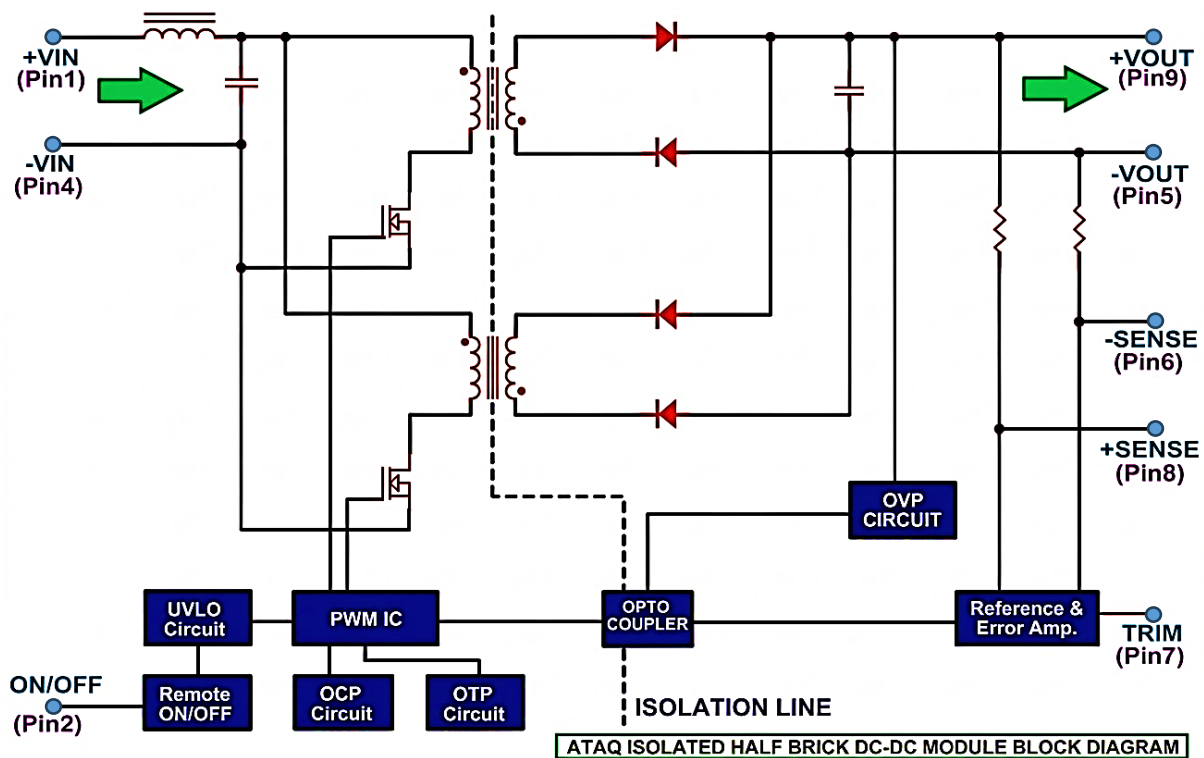 +VIN
(Pin1)
-VIN
(Pin4)
+VOUT
(Pin9)
-VOUT
(Pin5)
-SENSE
(Pin6)
+SENSE
(Pin8)
OVP
CIRCUIT
UVLO
Circuit
PWM IC
OPTO
COUPLER
Reference &
Error Amp.
TRIM
(Pin7)
ON/OFF
(Pin2)
Remote
ON/OFF
OCP
Circuit
OTP
Circuit
ISOLATION LINE
ATAQ ISOLATED HALF BRICK DC-DC MODULE BLOCK DIAGRAM